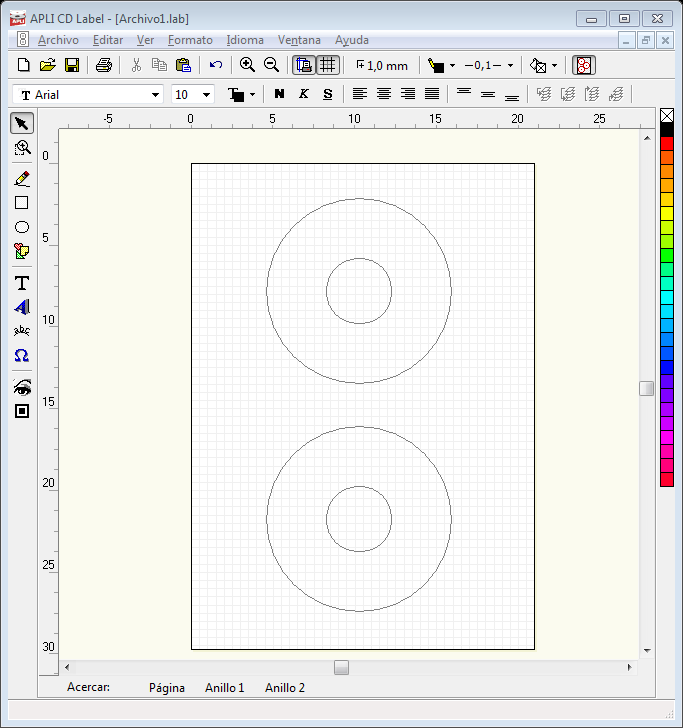 APLI CD Label - [Archivo1.lab]
Archivo Editar Ver Formato Idioma Ventana Ayuda
1,0 mm 0,1
T Arial 10 T N K S
-5 0 5 10 15 20 25
0
5
10
15
20
25
30
T
A
abc
Ω
Acercar: Página Anillo 1 Anillo 2